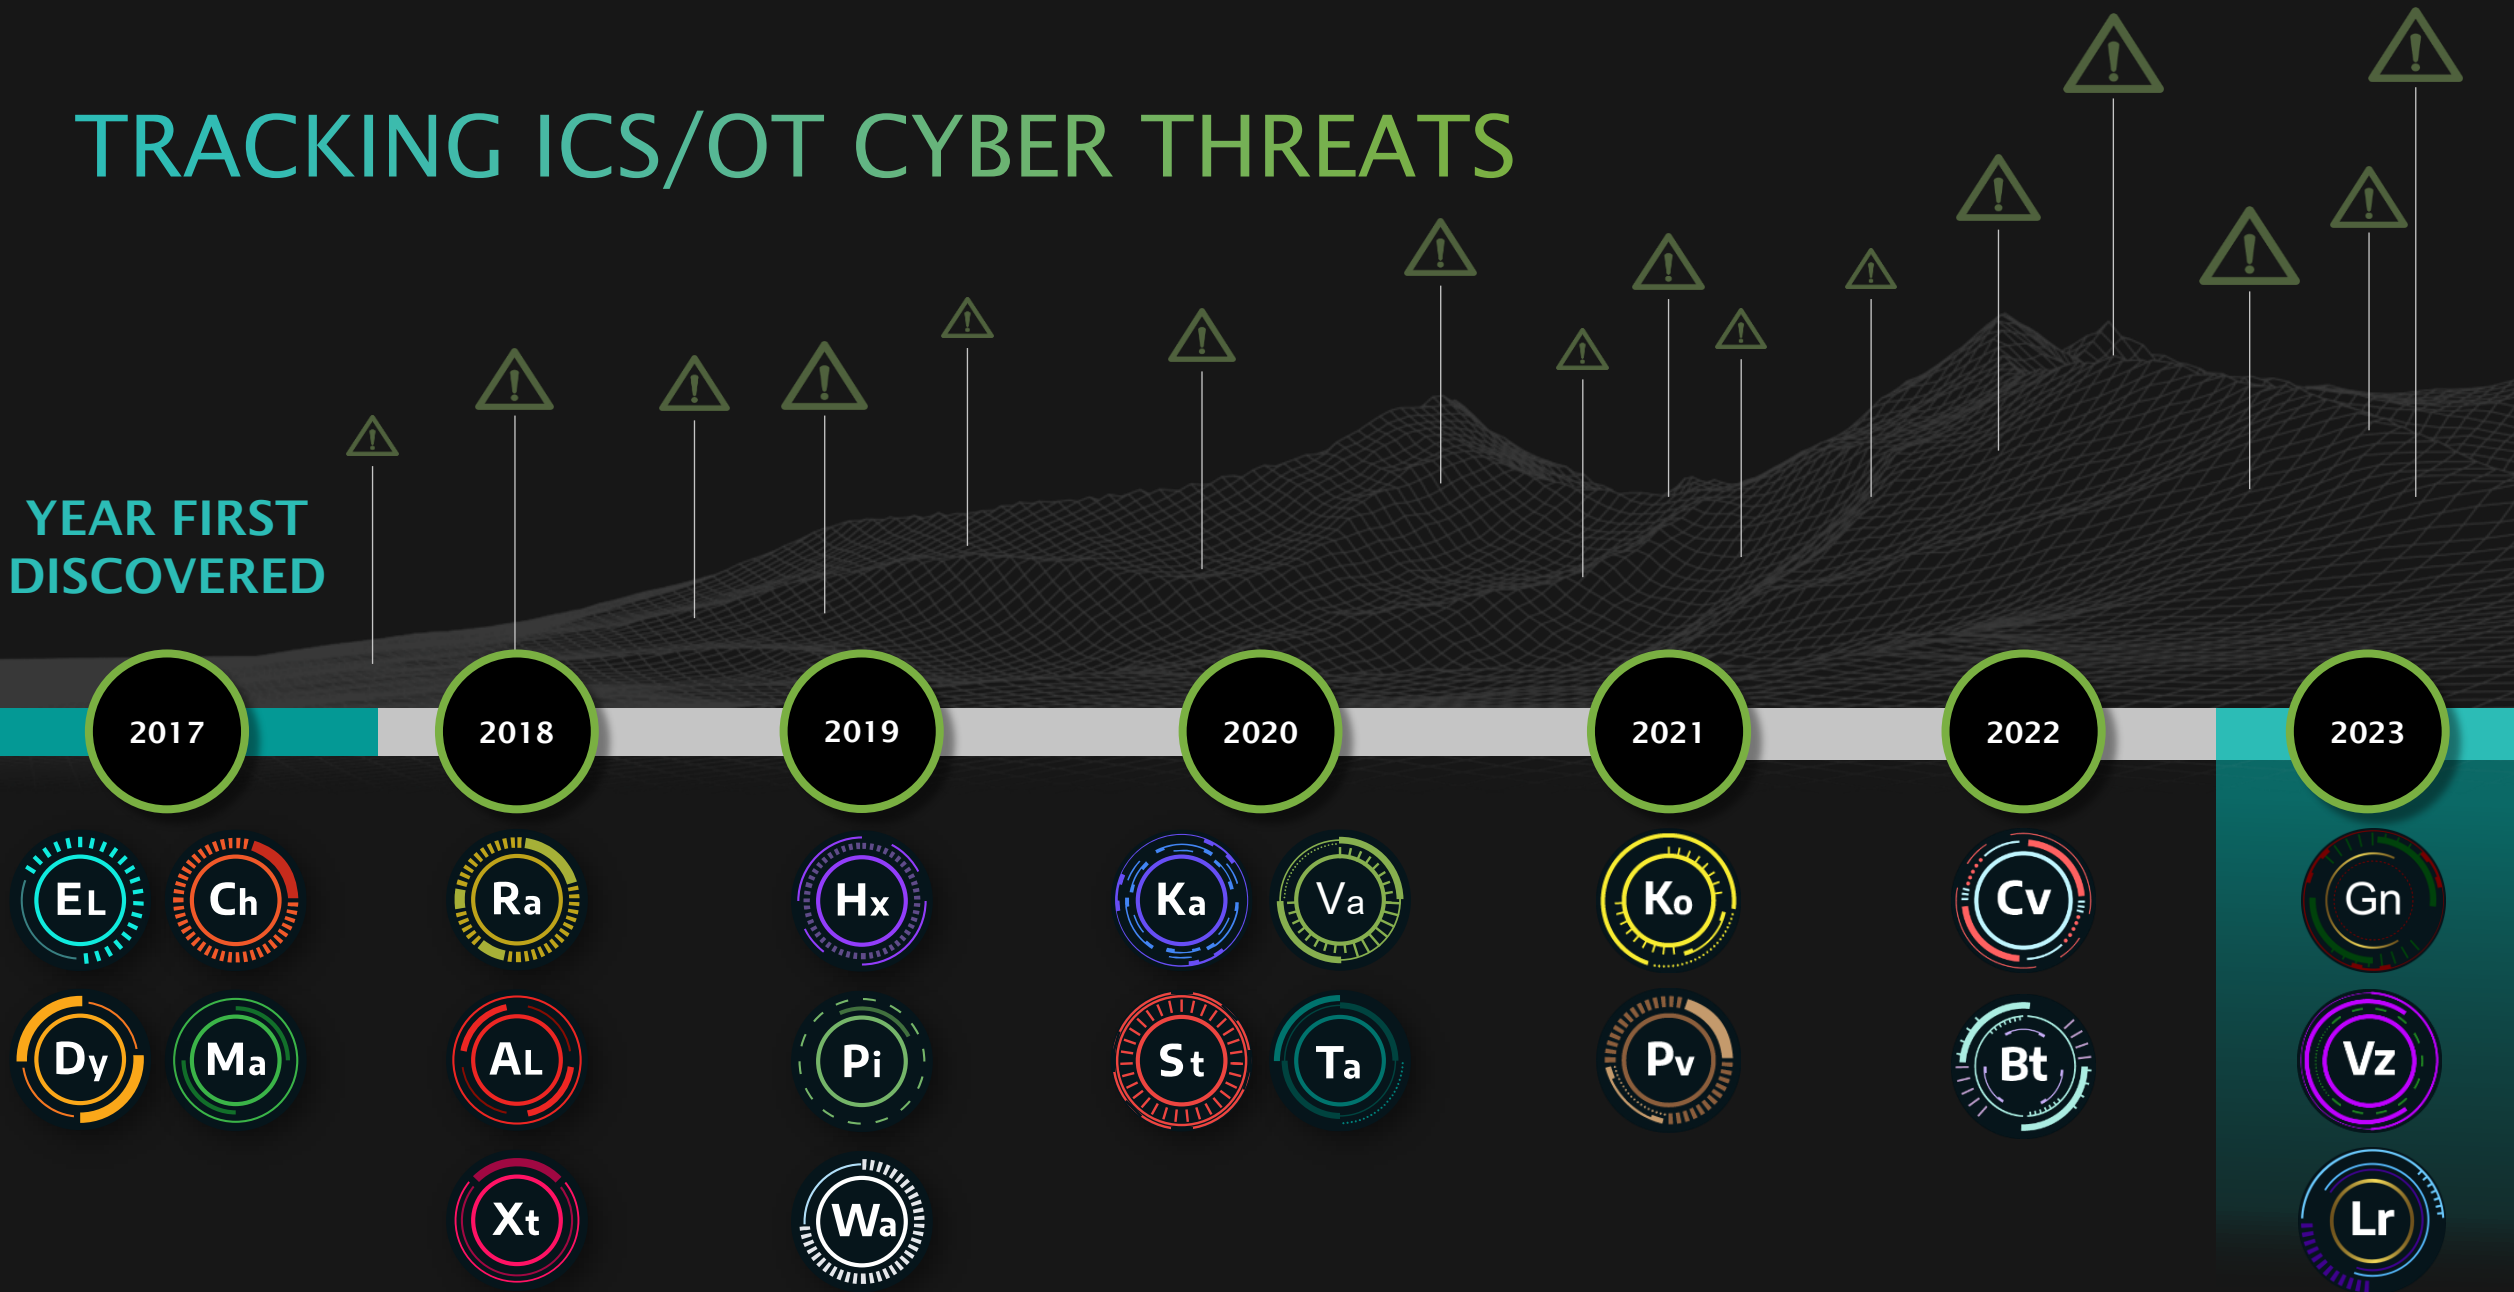 TRACKING ICS/OT CYBER THREATS
YEAR FIRST
DISCOVERED
2017
2018
2019
2020
2021
2022
2023
EL
Ch
Ra
Hx
Ka
Va
Ko
Cv
Gn
Dy
Ma
AL
Pi
St
Ta
Pv
Bt
Vz
Xt
Wa
Lr